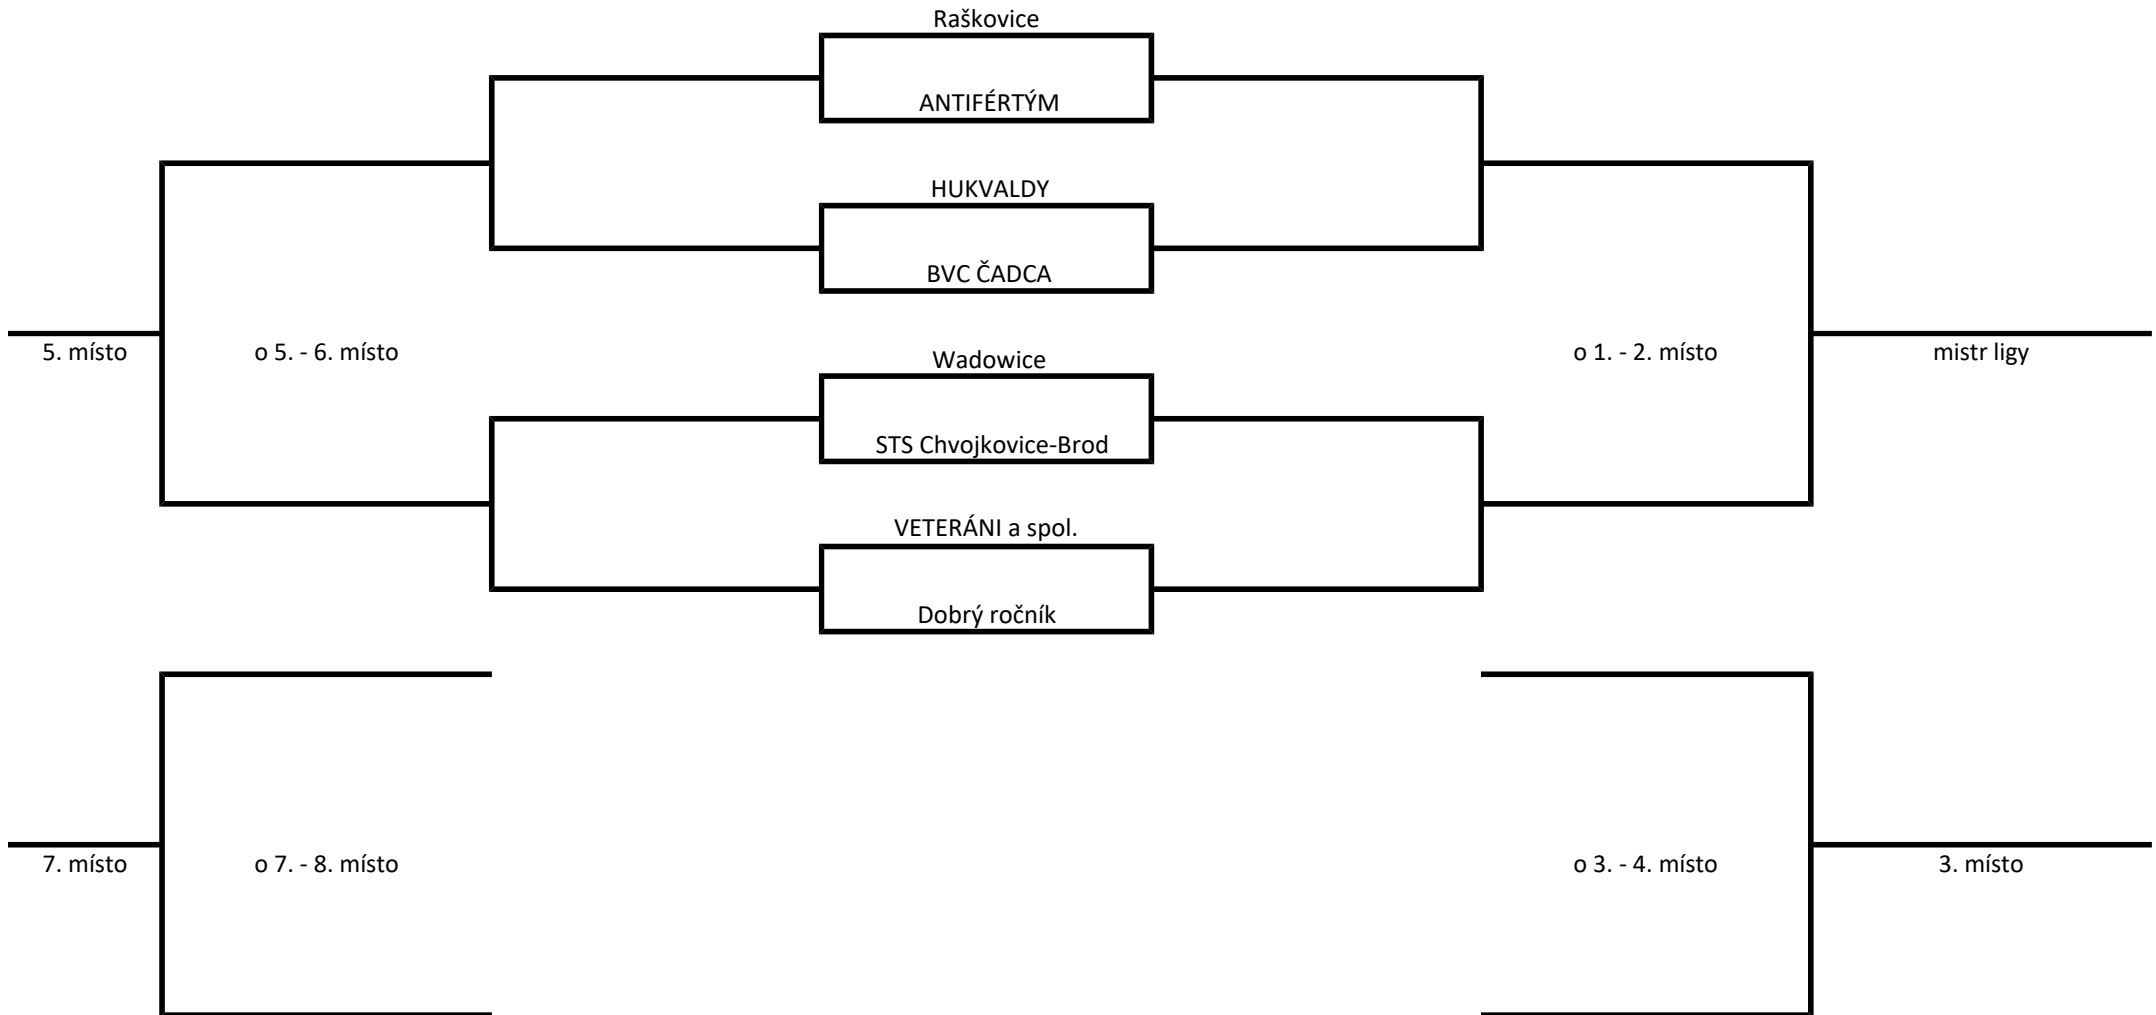 Raškovice
ANTIFÉRTÝM
HUKVALDY
BVC ČADCA
5. místo
o 5. - 6. místo
Wadowice
o 1. - 2. místo
mistr ligy
STS Chvojkovice-Brod
VETERÁNI a spol.
Dobrý ročník
7. místo
o 7. - 8. místo
o 3. - 4. místo
3. místo